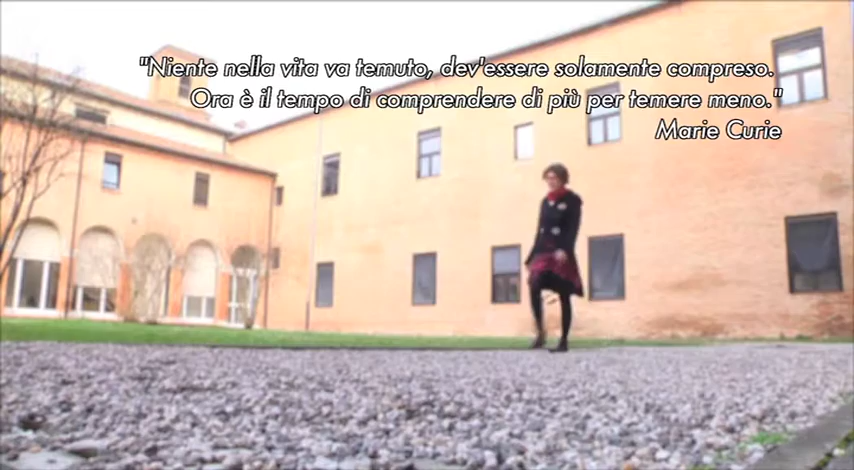 "Niente nella vita va temuto, dev'essere solamente compreso.
Ora è il tempo di comprendere di più per temere meno."
Marie Curie